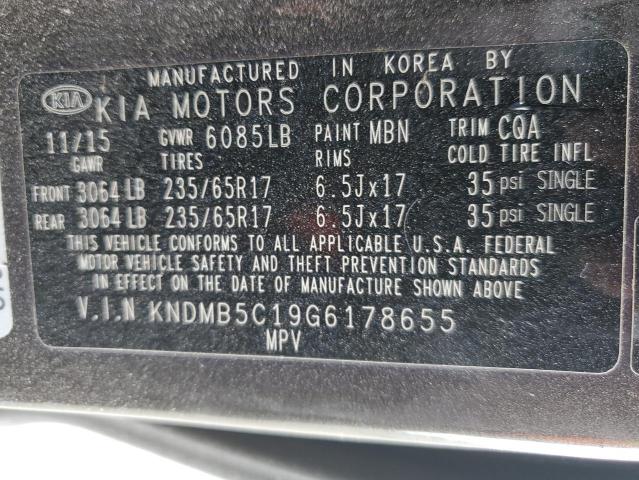 MANUFACTURED IN KOREA BY
KIA KIA MOTORS CORPORATION
11/15 GVWR 6085LB PAINT MBN TRIM CQA
GAWR TIRES RIMS COLD TIRE INFL
FRONT 3064 LB 235/65R17 6.5Jx17 35 psi SINGLE
REAR 3064 LB 235/65R17 6.5Jx17 35 psi SINGLE
THIS VEHICLE CONFORMS TO ALL APPLICABLE U.S.A. FEDERAL
MOTOR VEHICLE SAFETY AND THEFT PREVENTION STANDARDS
IN EFFECT ON THE DATE OF MANUFACTURE SHOWN ABOVE
V.I.N KNDMB5C19G6178655
MPV